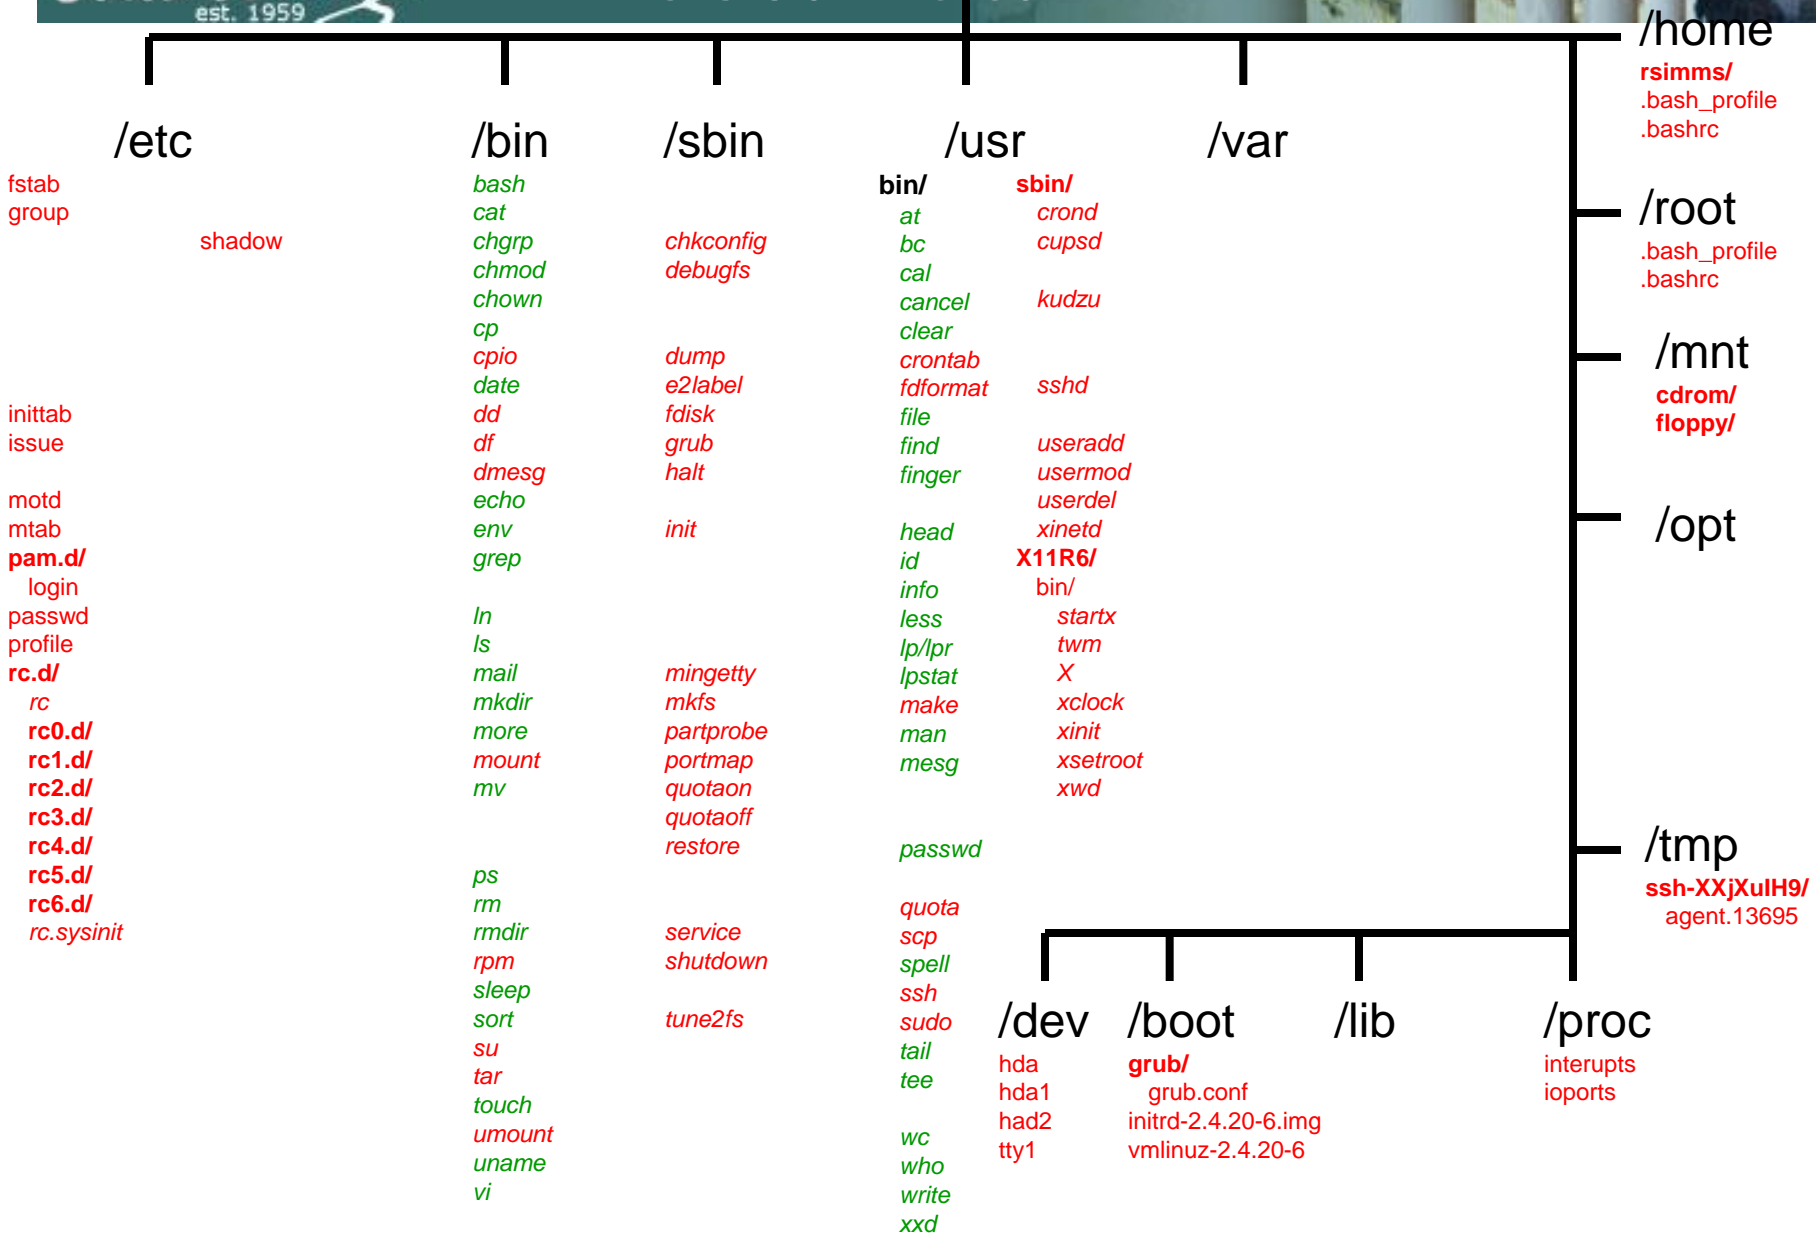 est. 1959
/home
rsimms/
.bash_profile
.bashrc
/etc
fstab
group
shadow
inittab
issue
motd
mtab
pam.d/
login
passwd
profile
rc.d/
rc
rc0.d/
rc1.d/
rc2.d/
rc3.d/
rc4.d/
rc5.d/
rc6.d/
rc.sysinit
/bin
bash
cat
chgrp
chmod
chown
cp
cpio
date
dd
df
dmesg
echo
env
grep
ln
ls
mail
mkdir
more
mount
mv
ps
rm
rmdir
rpm
sleep
sort
su
tar
touch
umount
uname
vi
/sbin
chkconfig
debugfs
dump
e2label
fdisk
grub
halt
init
mingetty
mkfs
partprobe
portmap
quotaon
quotaoff
restore
service
shutdown
tune2fs
/usr
bin/
at
bc
cal
cancel
clear
crontab
fdformat
file
find
finger
head
id
info
less
lp/lpr
lpstat
make
man
mesg
passwd
quota
scp
spell
ssh
sudo
tail
tee
wc
who
write
xxd
sbin/
crond
cupsd
kudzu
sshd
useradd
usermod
userdel
xinetd
X11R6/
bin/
startx
twm
X
xclock
xinit
xsetroot
xwd
/var
/root
.bash_profile
.bashrc
/mnt
cdrom/
floppy/
/opt
/tmp
ssh-XXjXuIH9/
agent.13695
/dev
hda
hda1
had2
tty1
/boot
grub/
grub.conf
initrd-2.4.20-6.img
vmlinuz-2.4.20-6
/lib
/proc
interupts
ioports